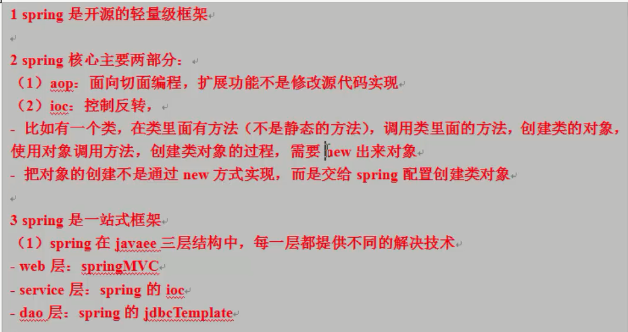 1 spring 是开源的轻量级框架
2 spring 核心主要两部分：
（1）aop：面向切面编程，扩展功能不是修改源代码实现
（2）ioc：控制反转，
- 比如有一个类，在类里面有方法（不是静态的方法），调用类里面的方法，创建类的对象，
使用对象调用方法，创建类对象的过程，需要 new 出来对象
- 把对象的创建不是通过 new 方式实现，而是交给 spring 配置创建类对象
3 spring 是一站式框架
（1）spring 在 javaee 三层结构中，每一层都提供不同的解决技术
- web 层：springMVC
- service 层：spring 的 ioc
- dao 层：spring 的 jdbcTemplate